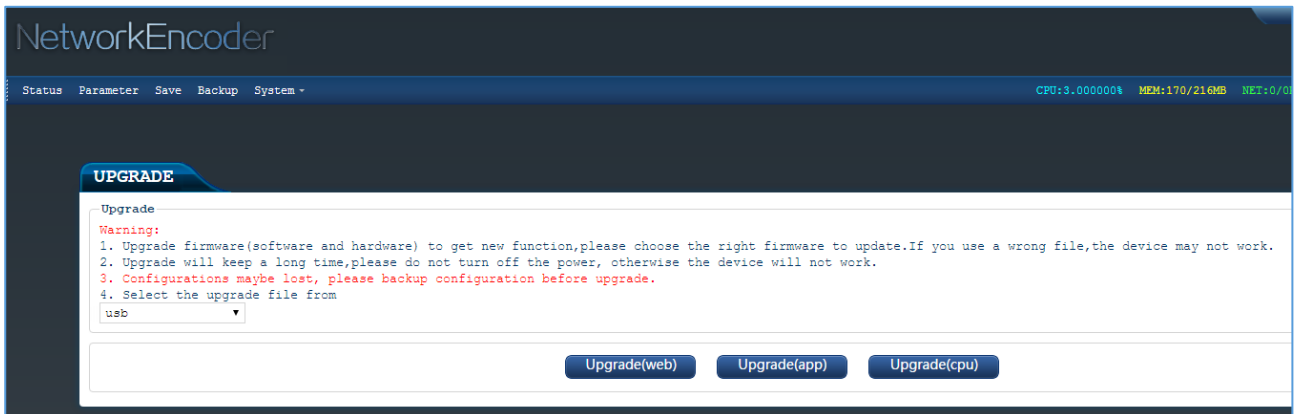 NetworkEncoder
Status Parameter Save Backup System
CPU:3.000000% MEM:170/216MB NET:0/0
UPGRADE
Upgrade
Warning:
1. Upgrade firmware(software and hardware) to get new function,please choose the right firmware to update.If you use a wrong file,the device may not work.
2. Upgrade will keep a long time,please do not turn off the power, otherwise the device will not work.
3. Configurations maybe lost, please backup configuration before upgrade.
4. Select the upgrade file from
usb
Upgrade(web) Upgrade(app) Upgrade(cpu)